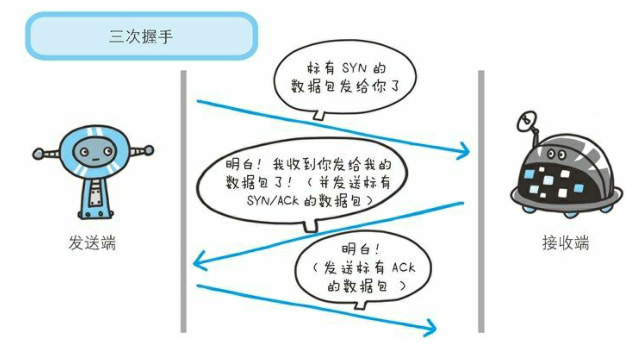 三次握手
标有 SYN 的
数据包发给你了
明白！我收到你发给我的
数据包了！（并发送标有
SYN/ACK 的数据包）
发送端
接收端
明白！
（发送标有 ACK
的数据包 ）